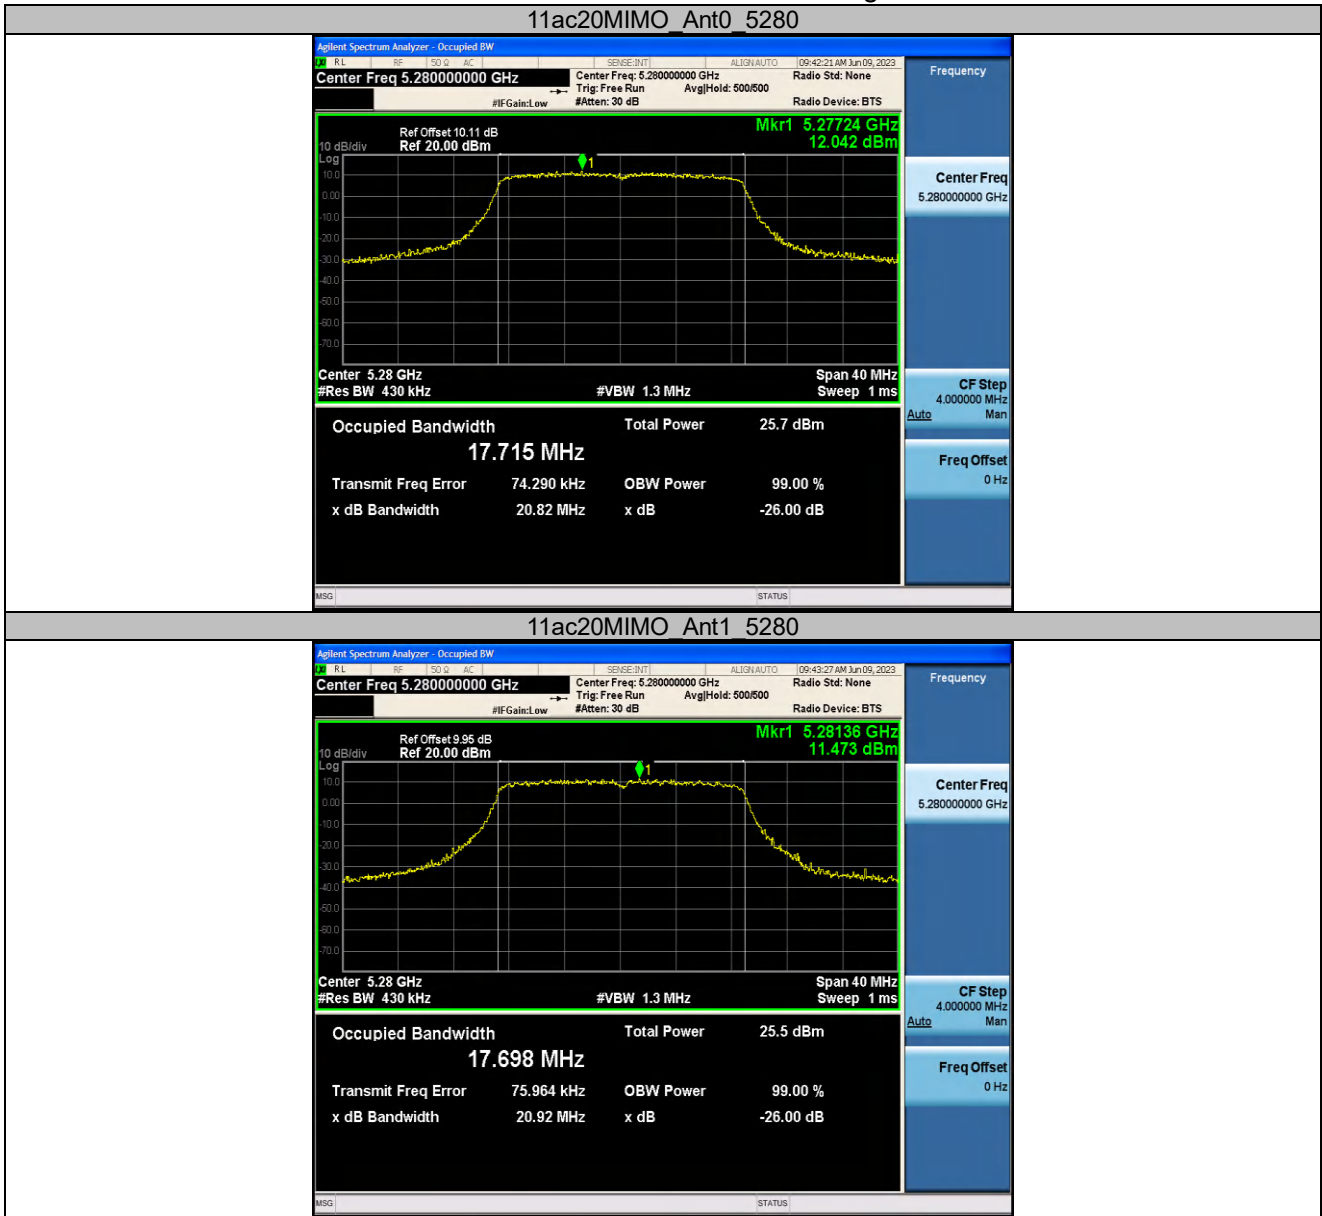 11ac20MIMO_Ant0_5280
Agilent Spectrum Analyzer - Occupied BW
RL RF 50 Ω AC SENSE:INT ALIGN AUTO 09:42:21 AM Jun 09, 2023
Center Freq 5.280000000 GHz
Center Freq: 5.280000000 GHz Radio Std: None
Trig: Free Run Avg|Hold: 500/500
#IFGain:Low #Atten: 30 dB Radio Device: BTS
Frequency
Mkr1 5.27724 GHz
12.042 dBm
Ref Offset 10.11 dB
10 dB/div Ref 20.00 dBm
Log
1
10.0
0.00
-10.0
-20.0
-30.0
-40.0
-50.0
-60.0
-70.0
Center 5.28 GHz Span 40 MHz
#Res BW 430 kHz #VBW 1.3 MHz Sweep 1 ms
Center Freq
5.280000000 GHz
CF Step
4.000000 MHz
Auto Man
Freq Offset
0 Hz
Occupied Bandwidth Total Power 25.7 dBm
17.715 MHz
Transmit Freq Error 74.290 kHz OBW Power 99.00 %
x dB Bandwidth 20.82 MHz x dB -26.00 dB
MSG STATUS
11ac20MIMO_Ant1_5280
Agilent Spectrum Analyzer - Occupied BW
RL RF 50 Ω AC SENSE:INT ALIGN AUTO 09:43:27 AM Jun 09, 2023
Center Freq 5.280000000 GHz
Center Freq: 5.280000000 GHz Radio Std: None
Trig: Free Run Avg|Hold: 500/500
#IFGain:Low #Atten: 30 dB Radio Device: BTS
Frequency
Mkr1 5.28136 GHz
11.473 dBm
Ref Offset 9.95 dB
10 dB/div Ref 20.00 dBm
Log
1
10.0
0.00
-10.0
-20.0
-30.0
-40.0
-50.0
-60.0
-70.0
Center 5.28 GHz Span 40 MHz
#Res BW 430 kHz #VBW 1.3 MHz Sweep 1 ms
Center Freq
5.280000000 GHz
CF Step
4.000000 MHz
Auto Man
Freq Offset
0 Hz
Occupied Bandwidth Total Power 25.5 dBm
17.698 MHz
Transmit Freq Error 75.964 kHz OBW Power 99.00 %
x dB Bandwidth 20.92 MHz x dB -26.00 dB
MSG STATUS